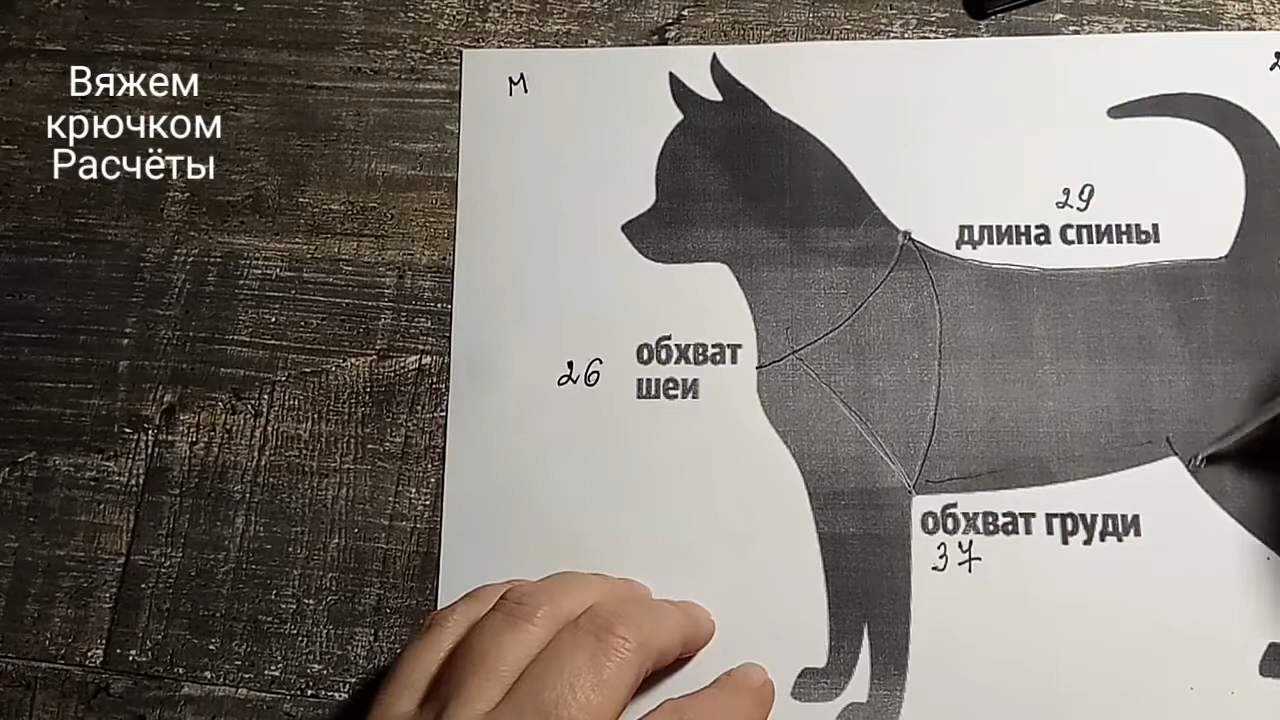 Вяжем
крючком
Расчёты
М
29
длина спины
26
обхват
шеи
обхват груди
37